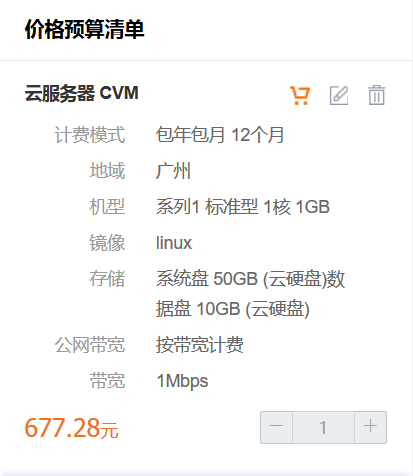 价格预算清单
云服务器 CVM
计费模式 包年包月 12个月
地域 广州
机型 系列1 标准型 1核 1GB
镜像 linux
存储 系统盘 50GB (云硬盘)数
据盘 10GB (云硬盘)
公网带宽 按带宽计费
带宽 1Mbps
677.28元 － 1 +